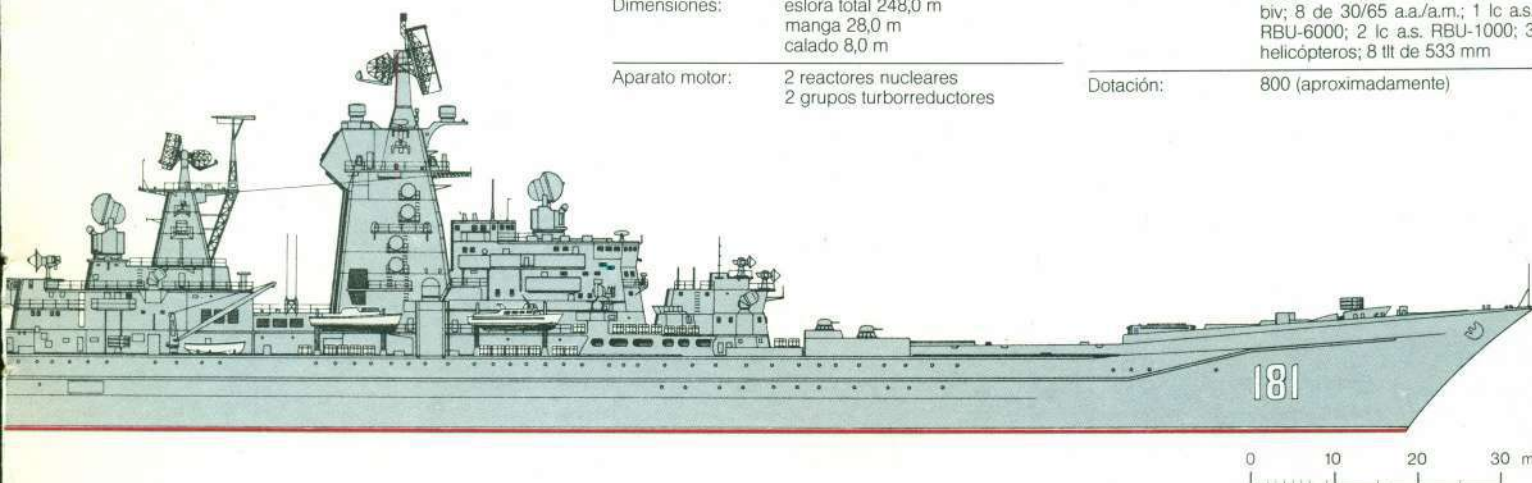 Dimensiones: eslora total 248,0 m
manga 28,0 m
calado 8,0 m
Aparato motor: 2 reactores nucleares
2 grupos turborreductores
biv; 8 de 30/65 a.a./a.m.; 1 lc a.s.
RBU-6000; 2 lc a.s. RBU-1000; 3
helicópteros; 8 tlt de 533 mm
Dotación: 800 (aproximadamente)
181
0 10 20 30 m